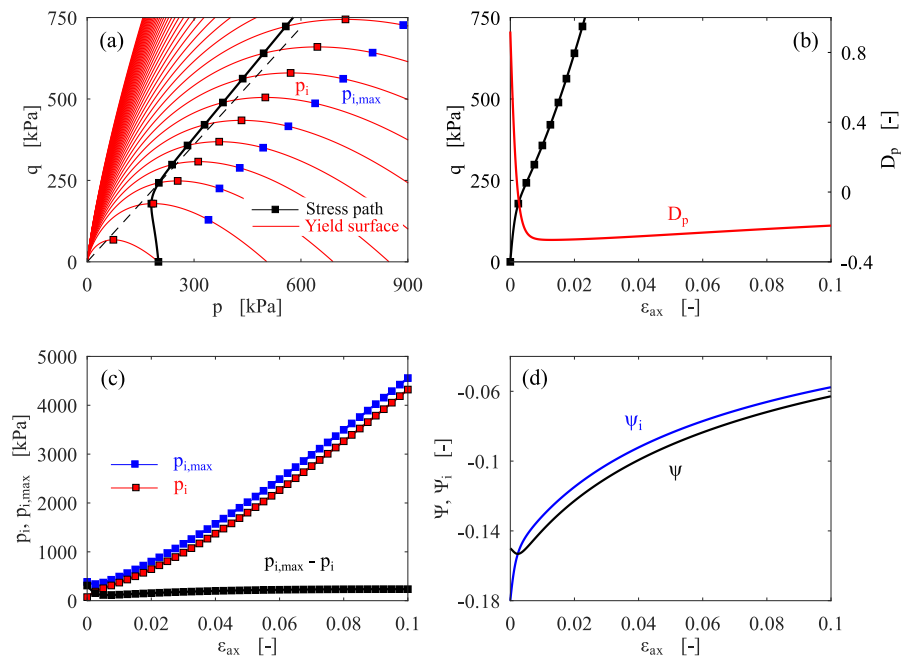 (a)
750
500
250
0
q [kPa]
0 300 600 900
p [kPa]
p_i
p_i,max
Stress path
Yield surface
(b)
750
500
250
0
q [kPa]
0.8
0.4
0
-0.4
D_p [-]
D_p
0 0.02 0.04 0.06 0.08 0.1
ε_ax [-]
(c)
5000
4000
3000
2000
1000
0
p_i, p_i,max [kPa]
p_i,max
p_i
p_i,max - p_i
0 0.02 0.04 0.06 0.08 0.1
ε_ax [-]
(d)
-0.06
-0.1
-0.14
-0.18
Ψ, Ψ_i [-]
ψ_i
ψ
0 0.02 0.04 0.06 0.08 0.1
ε_ax [-]